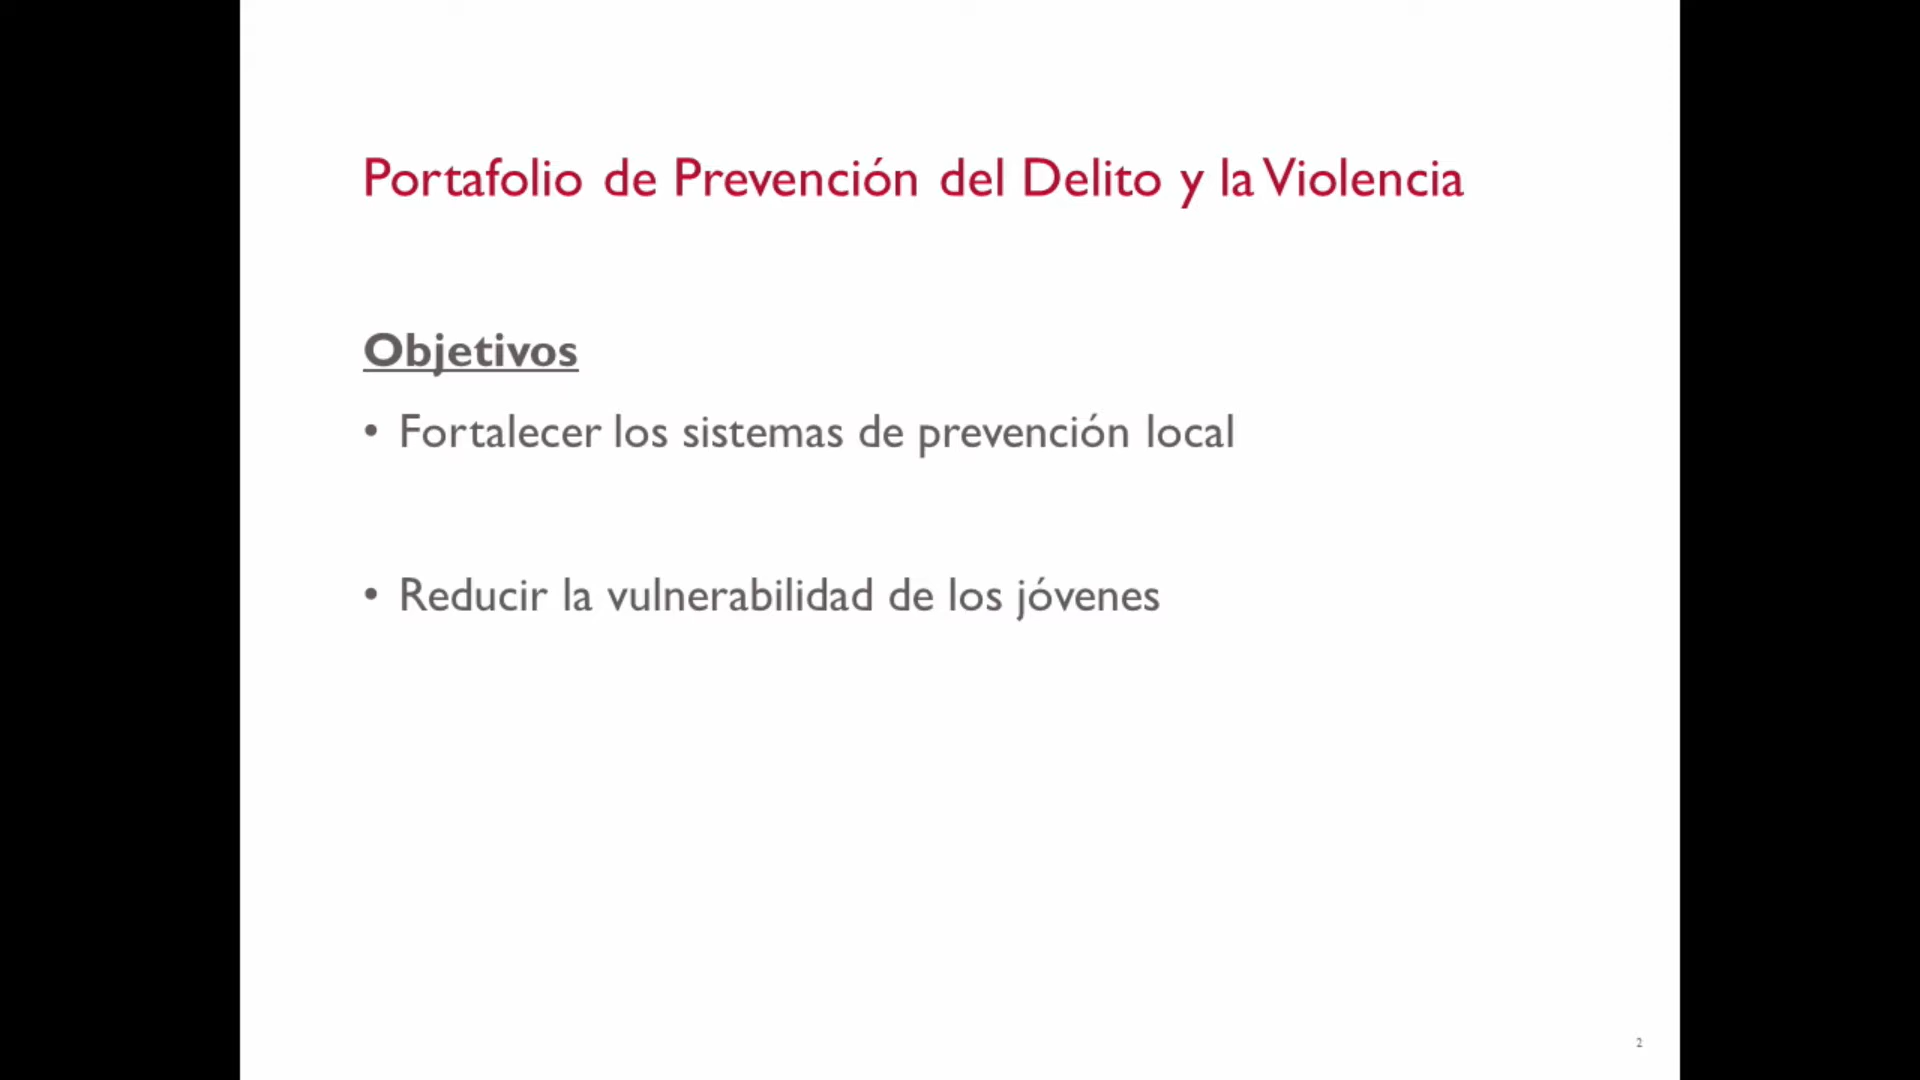 Portafolio de Prevención del Delito y la Violencia
Objetivos
• Fortalecer los sistemas de prevención local
• Reducir la vulnerabilidad de los jóvenes
2